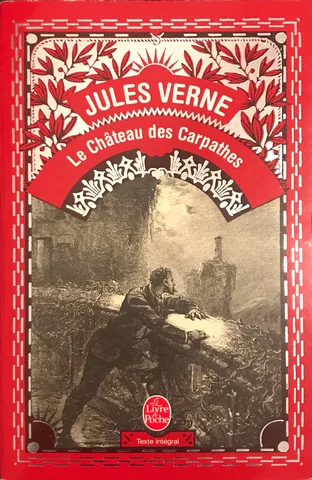 JULES VERNE
Le Château des Carpathes
Le Livre
de Poche
Texte intégral